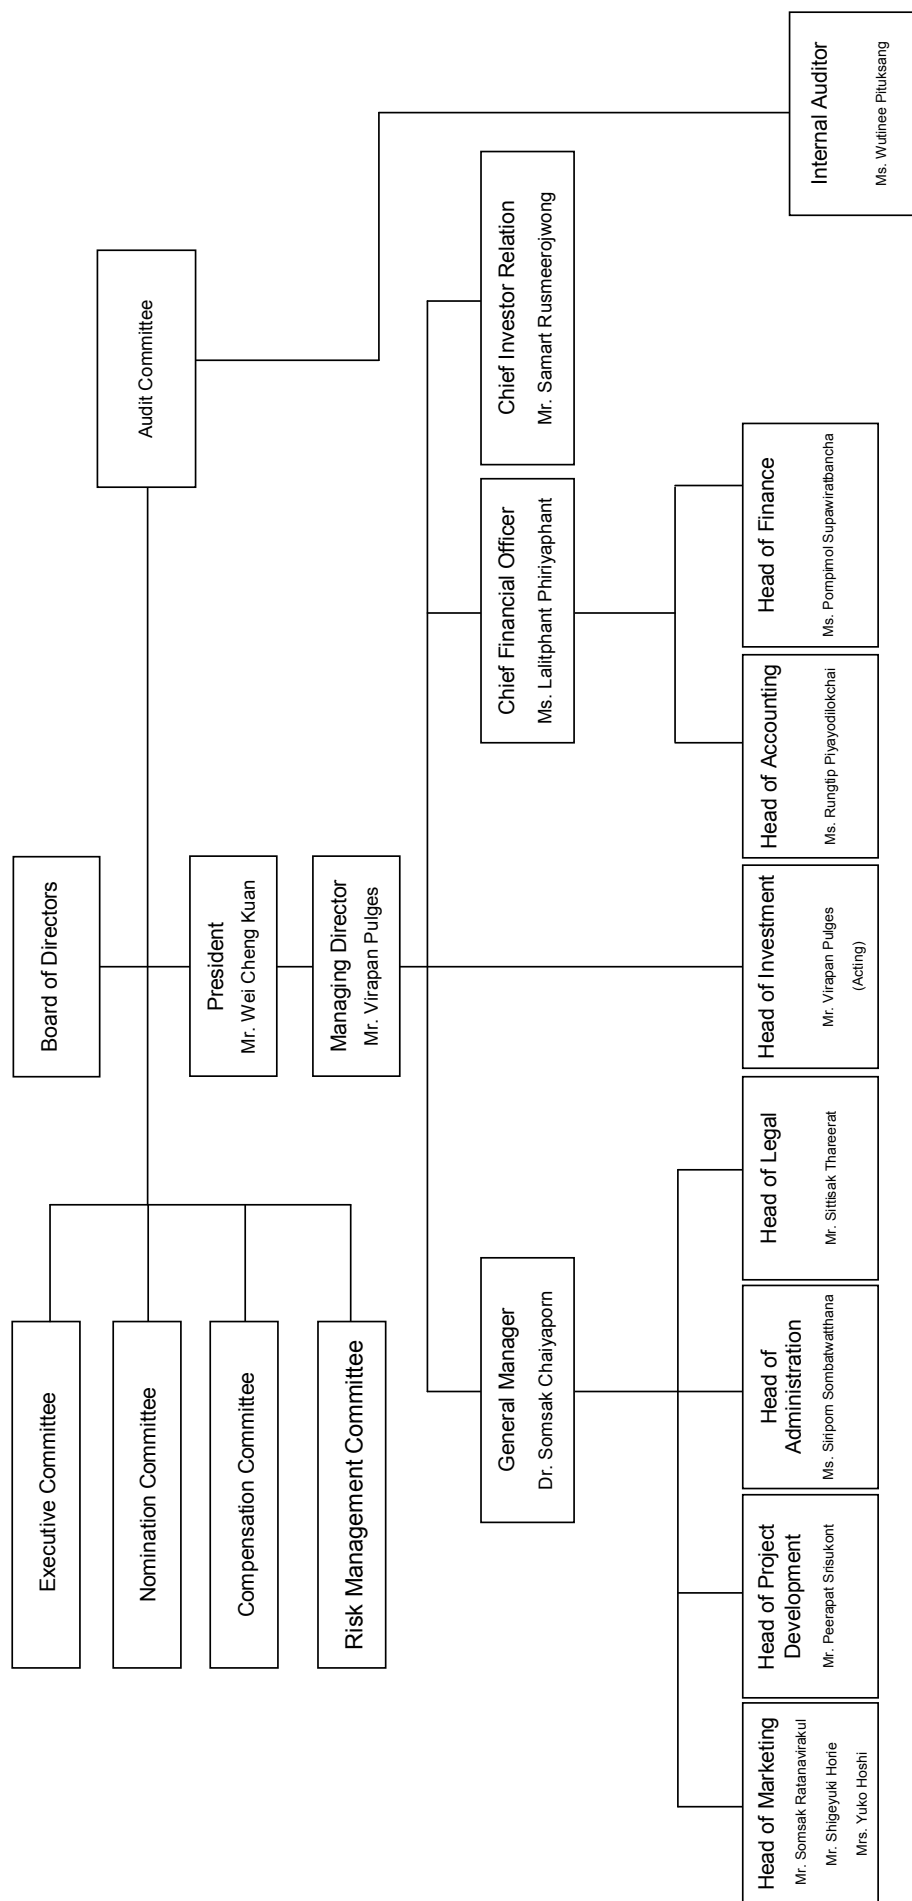 Board of Directors
Executive Committee
Nomination Committee
Compensation Committee
Risk Management Committee
Audit Committee
President
Mr. Wei Cheng Kuan
Managing Director
Mr. Virapan Pulges
General Manager
Dr. Somsak Chaiyaporn
Chief Financial Officer
Ms. Lalitphant Phiriyaphant
Chief Investor Relation
Mr. Samart Rusmeerojwong
Head of Marketing
Mr. Somsak Ratanavirakul
Mr. Shigeyuki Horie
Mrs. Yuko Hoshi
Head of Project
Development
Mr. Peerapat Srisukont
Head of
Administration
Ms. Siriporn Sombatwatthana
Head of Legal
Mr. Sittisak Thareerat
Head of Investment
Mr. Virapan Pulges
(Acting)
Head of Accounting
Ms. Rungtip Piyayodilokchai
Head of Finance
Ms. Pornpimol Supawiratbancha
Internal Auditor
Ms. Wutinee Pituksang